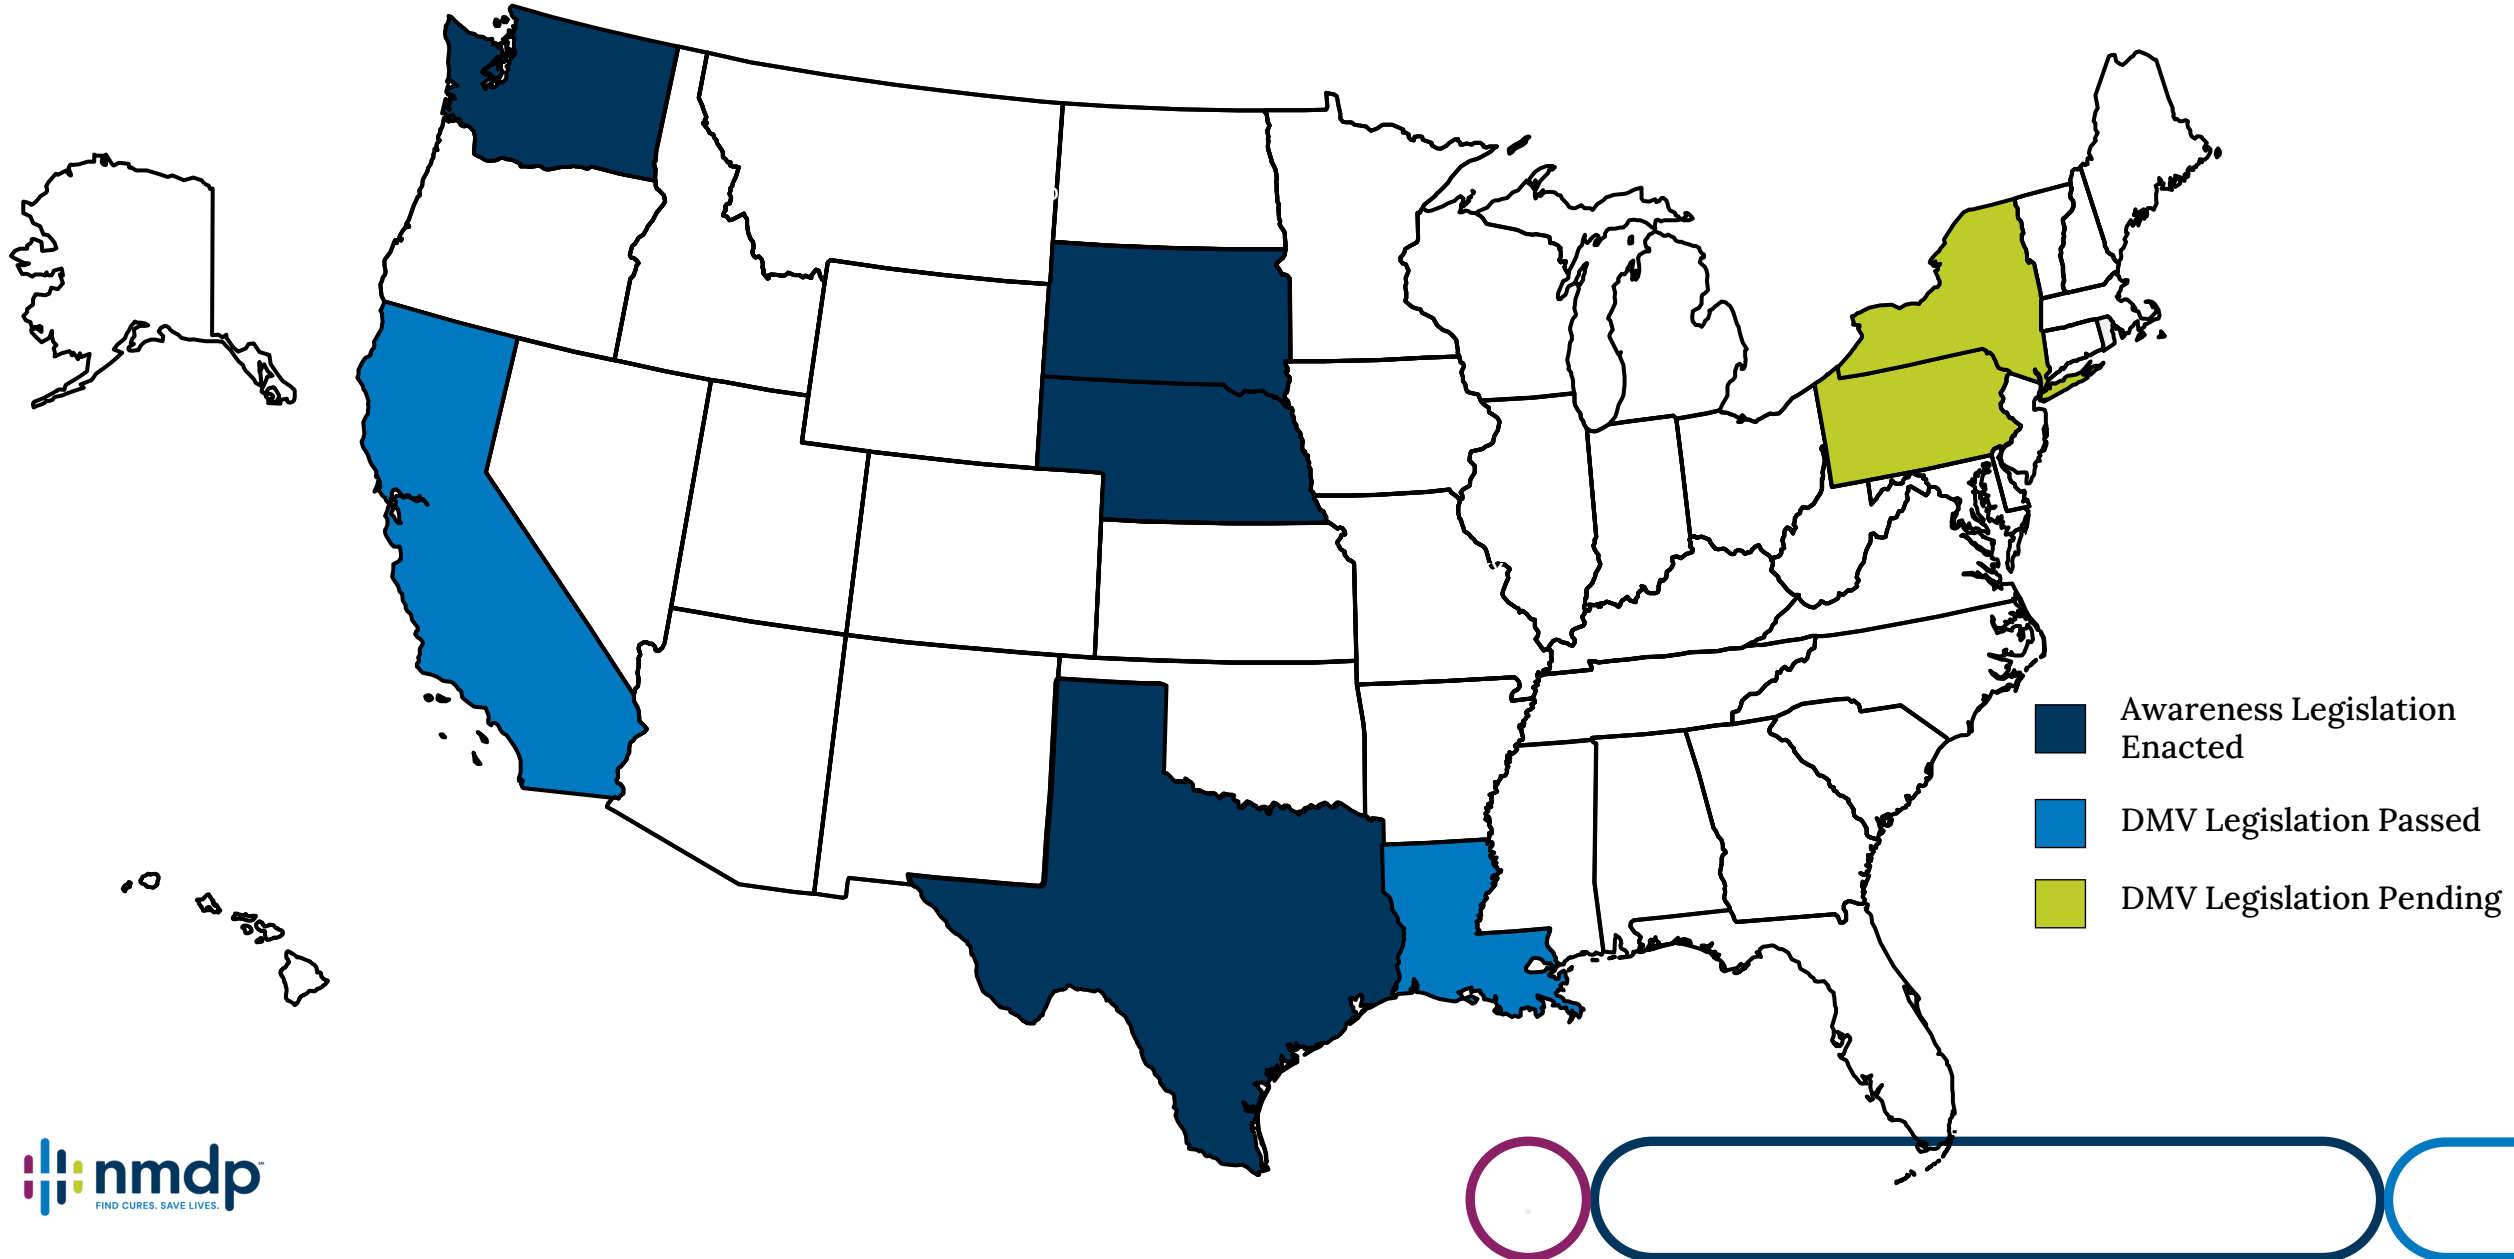 Awareness Legislation
Enacted
DMV Legislation Passed
DMV Legislation Pending
nmdp
FIND CURES. SAVE LIVES.